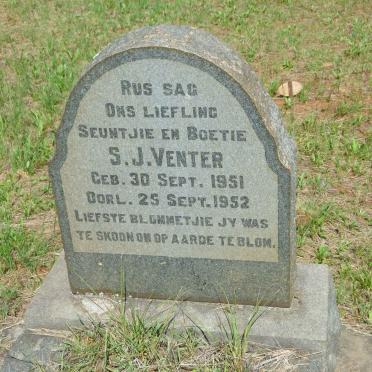 RUS SAG
ONS LIEFLING
SEUNTJIE EN BOETIE
S.J. VENTER
GEB. 30 SEPT. 1951
OORL. 25 SEPT. 1952
LIEFSTE BLOMMETJIE JY WAS
TE SKOON OM OP AARDE TE BLOM.